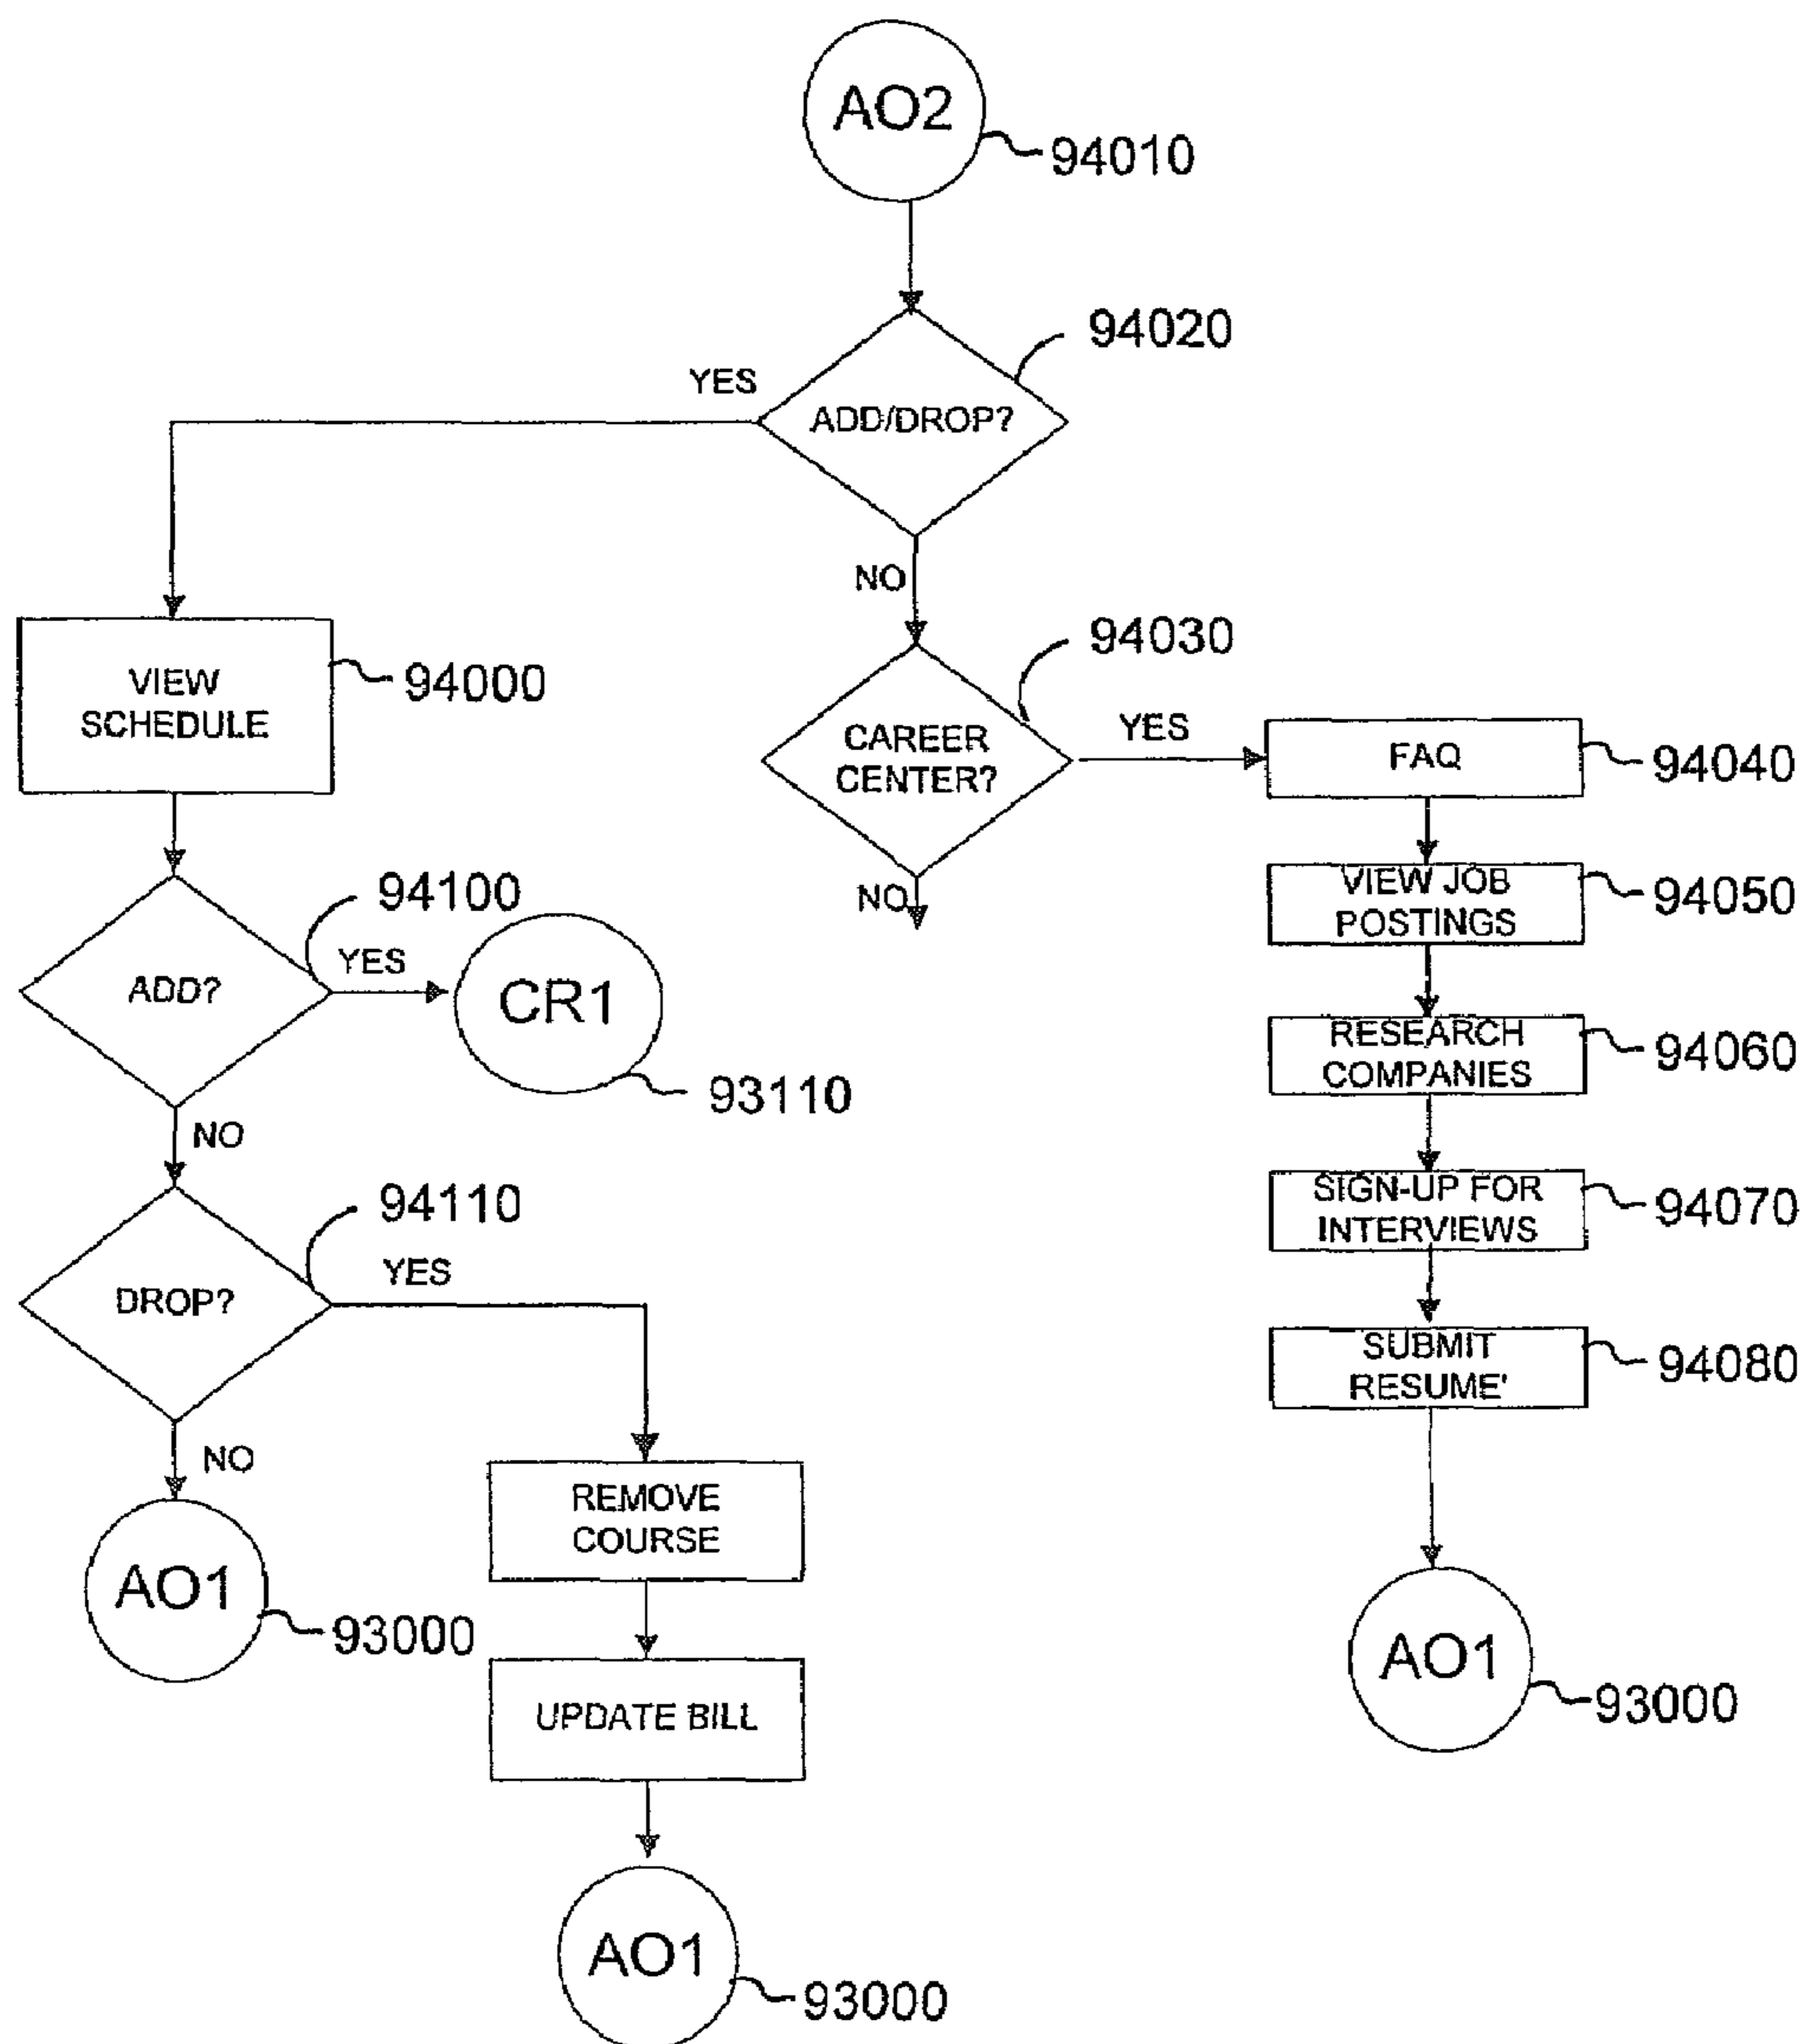 AO2
94010
94020
YES
ADD/DROP?
NO
94030
VIEW
SCHEDULE
94000
CAREER
CENTER?
YES
FAQ
94040
NO
VIEW JOB
POSTINGS
94050
94100
ADD?
YES
CR1
93110
RESEARCH
COMPANIES
94060
NO
94110
DROP?
YES
SIGN-UP FOR
INTERVIEWS
94070
SUBMIT
RESUME'
94080
NO
AO1
93000
REMOVE
COURSE
UPDATE BILL
AO1
93000
AO1
93000